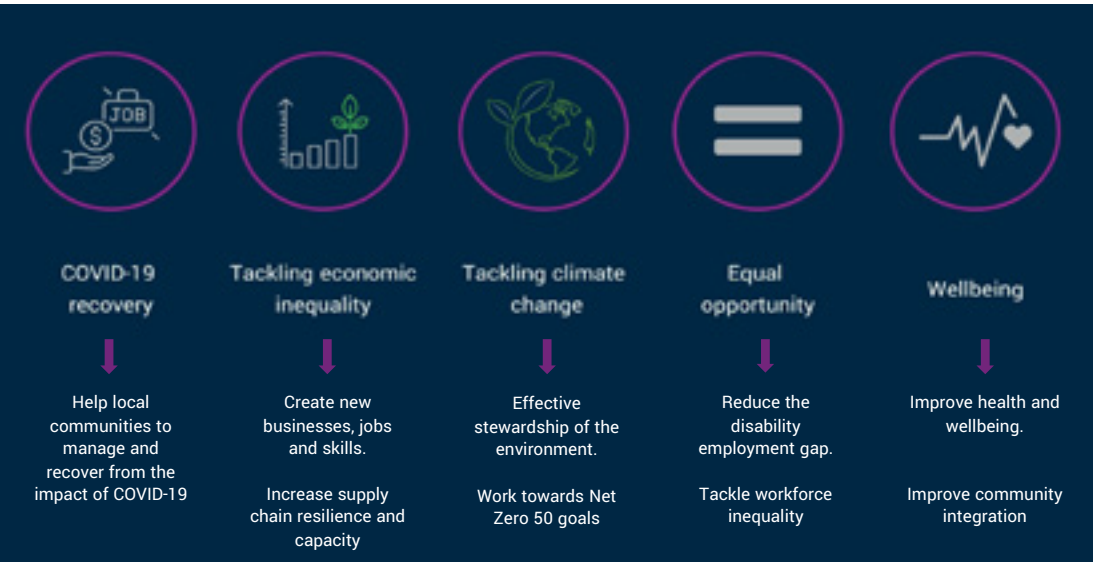 JOB
$
COVID-19
recovery
Help local
communities to
manage and
recover from the
impact of COVID-19
Tackling economic
inequality
Create new
businesses, jobs
and skills.
Increase supply
chain resilience and
capacity
Tackling climate
change
Effective
stewardship of the
environment.
Work towards Net
Zero 50 goals
Equal
opportunity
Reduce the
disability
employment gap.
Tackle workforce
inequality
Wellbeing
Improve health and
wellbeing.
Improve community
integration